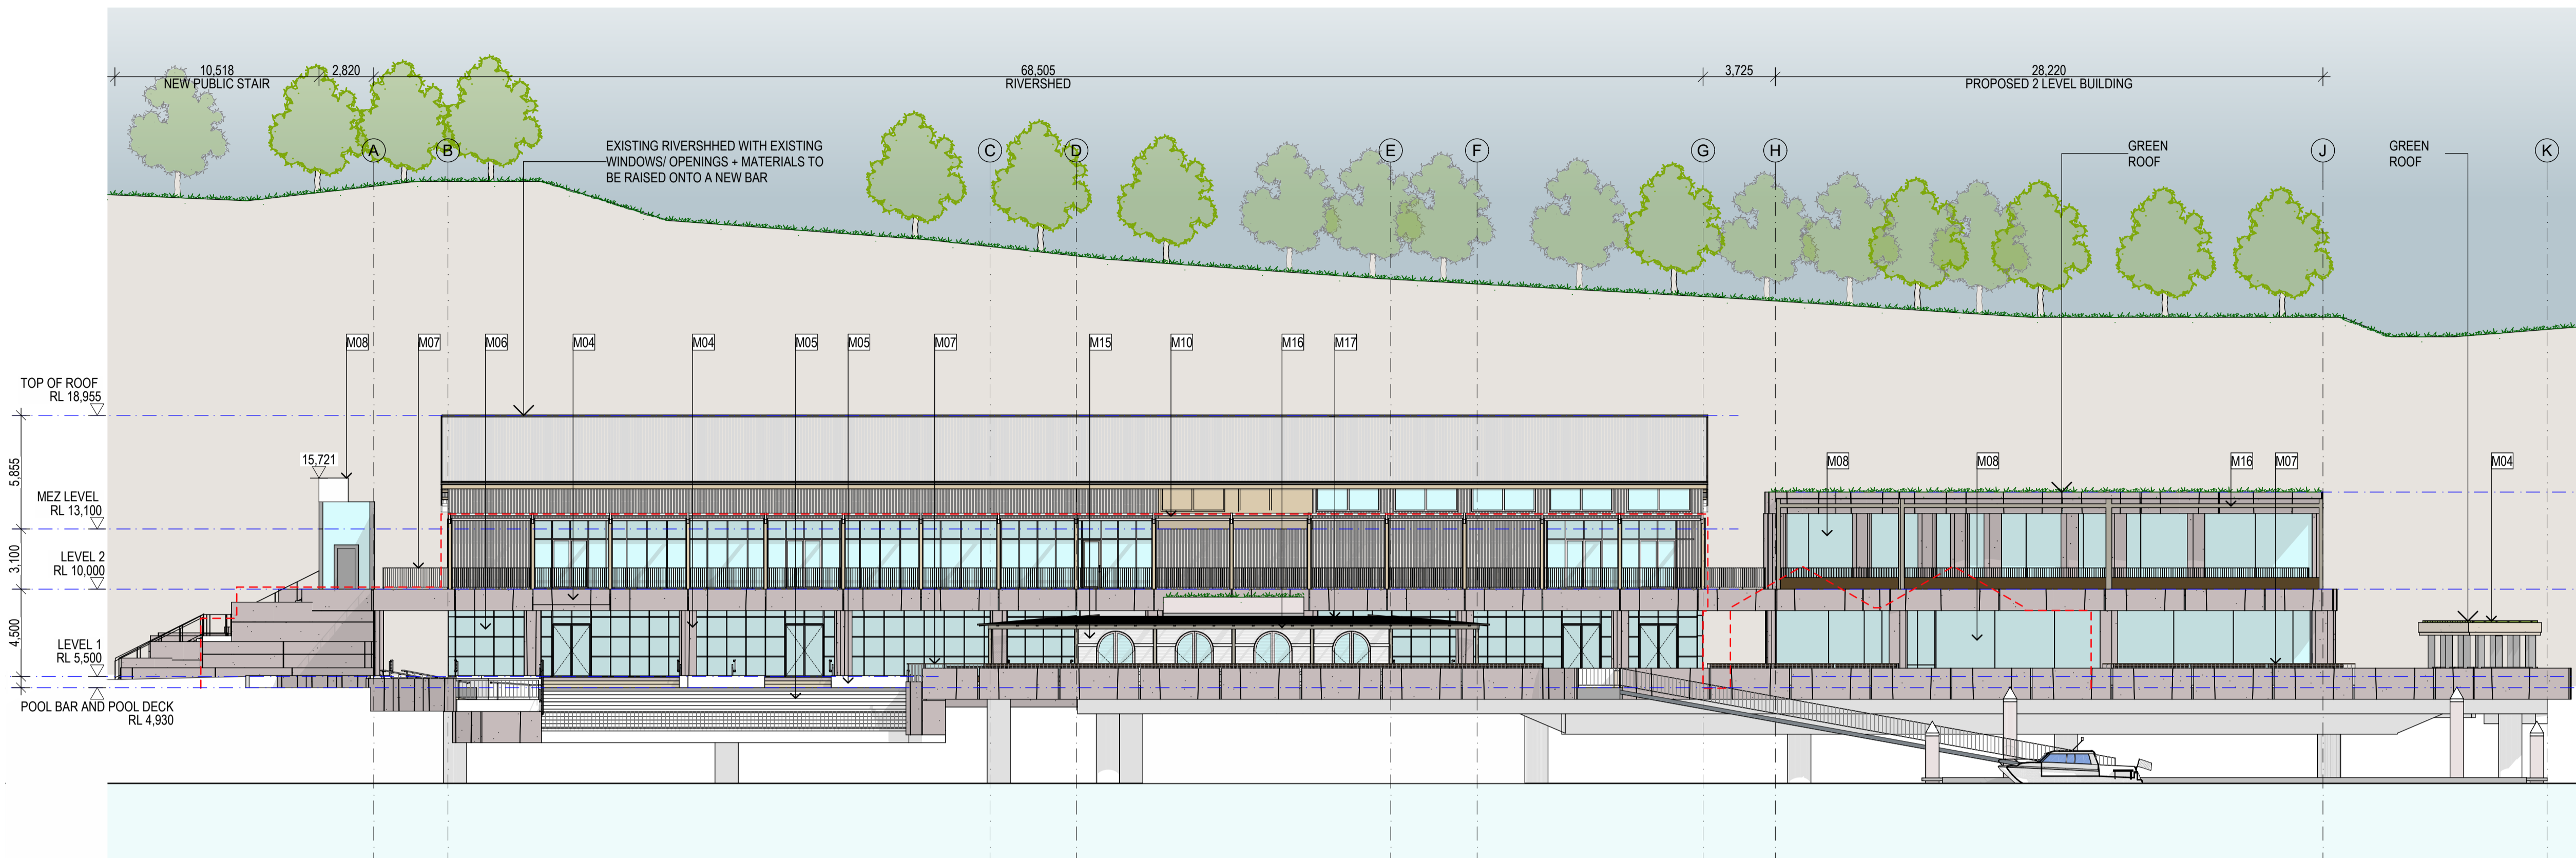 10,518
NEW PUBLIC STAIR
2,820
68,505
RIVERSHED
3,725
28,220
PROPOSED 2 LEVEL BUILDING
A
B
C
D
E
F
G
H
J
K
EXISTING RIVERSHHED WITH EXISTING
WINDOWS/ OPENINGS + MATERIALS TO
BE RAISED ONTO A NEW BAR
GREEN
ROOF
GREEN
ROOF
M08
M07
M06
M04
M04
M05
M05
M07
M15
M10
M16
M17
TOP OF ROOF
RL 18,955
5,855
15,721
M08
M08
M16
M07
M04
MEZ LEVEL
RL 13,100
3,100
LEVEL 2
RL 10,000
4,500
LEVEL 1
RL 5,500
POOL BAR AND POOL DECK
RL 4,930